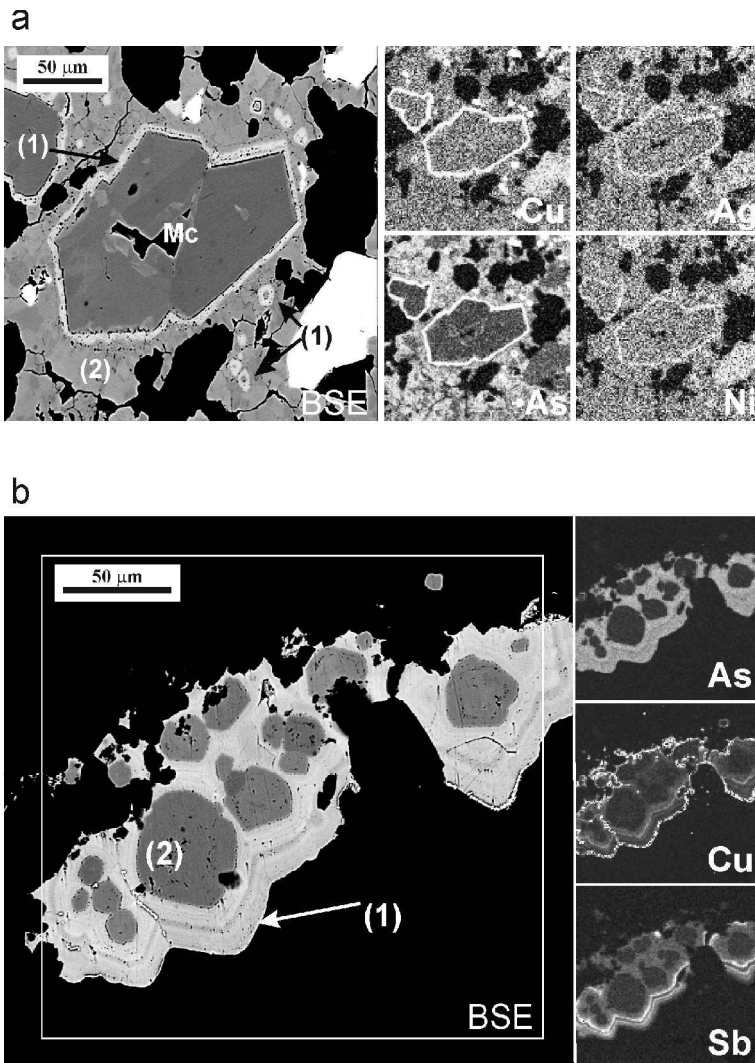 a
50 μm
(1)
Mc
(1)
(2)
BSE
Cu
Ag
As
Ni
b
50 μm
(2)
(1)
BSE
As
Cu
Sb